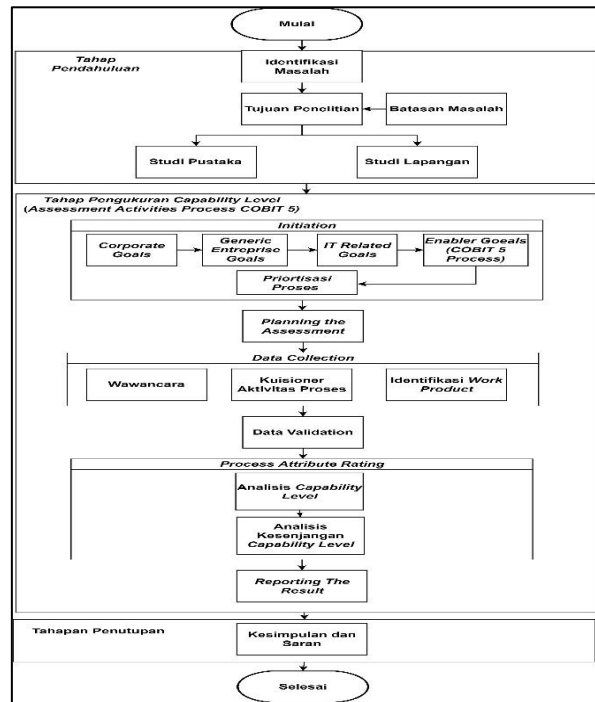 Mulai
Tahap
Pendahuluan
Identifikasi
Masalah
Tujuan Penelitian
Batasan Masalah
Studi Pustaka
Studi Lapangan
Tahap Pengukuran Capability Level
(Assessment Activities Process COBIT 5)
Initiation
Corporate
Goals
Generic
Entreprise
Goals
IT Related
Goals
Enabler Goeals
(COBIT 5
Process)
Priortisasi
Proses
Planning the
Assessment
Data Collection
Wawancara
Kuisioner
Aktivitas Proses
Identifikasi Work
Product
Data Validation
Process Attribute Rating
Analisis Capability
Level
Analisis
Kesenjangan
Capability Level
Reporting The
Result
Tahapan Penutupan
Kesimpulan dan
Saran
Selesai